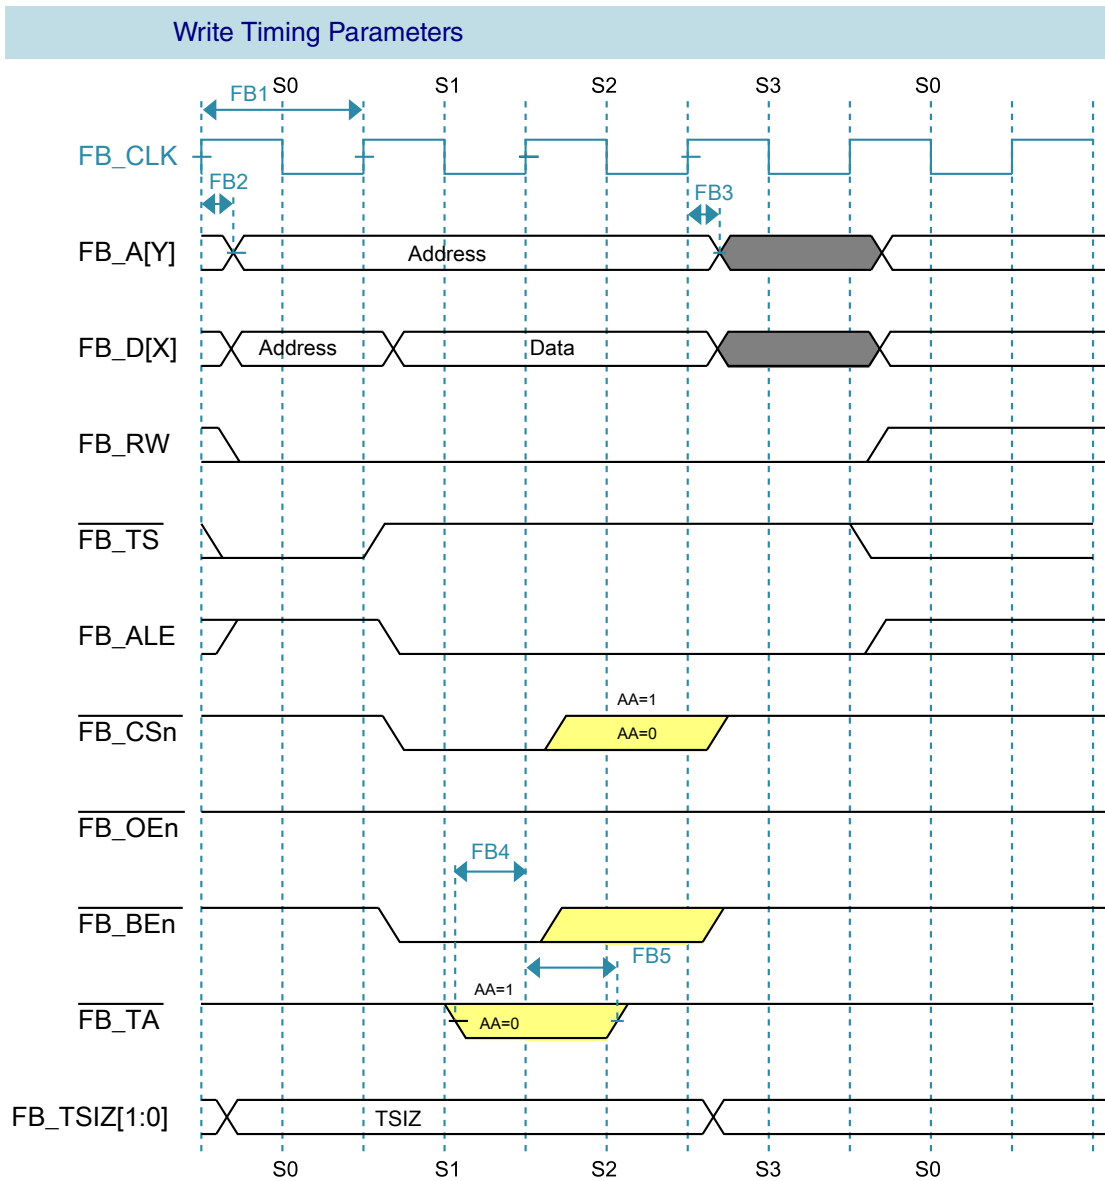 Write Timing Parameters
S0 S1 S2 S3 S0
FB1
FB_CLK
FB2 FB3
FB_A[Y] Address
FB_D[X] Address Data
FB_RW
FB_TS
FB_ALE
AA=1
FB_CSn AA=0
FB_OEn
FB4
FB_BEn
FB5
AA=1
FB_TA AA=0
FB_TSIZ[1:0] TSIZ
S0 S1 S2 S3 S0